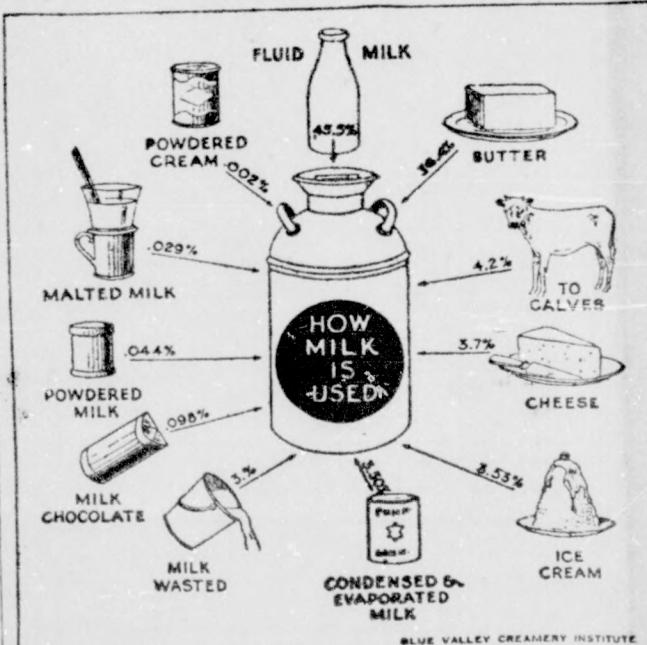 FLUID MILK
45.5%
POWDERED
CREAM
.002%
BUTTER
MALTED MILK
.029%
4.2%
TO
CALVES
HOW
MILK
IS
USED
POWDERED
MILK
.044%
3.7%
CHEESE
MILK
CHOCOLATE
.098%
3.%
MILK
WASTED
CONDENSED &
EVAPORATED
MILK
3.53%
ICE
CREAM
BLUE VALLEY CREAMERY INSTITUTE